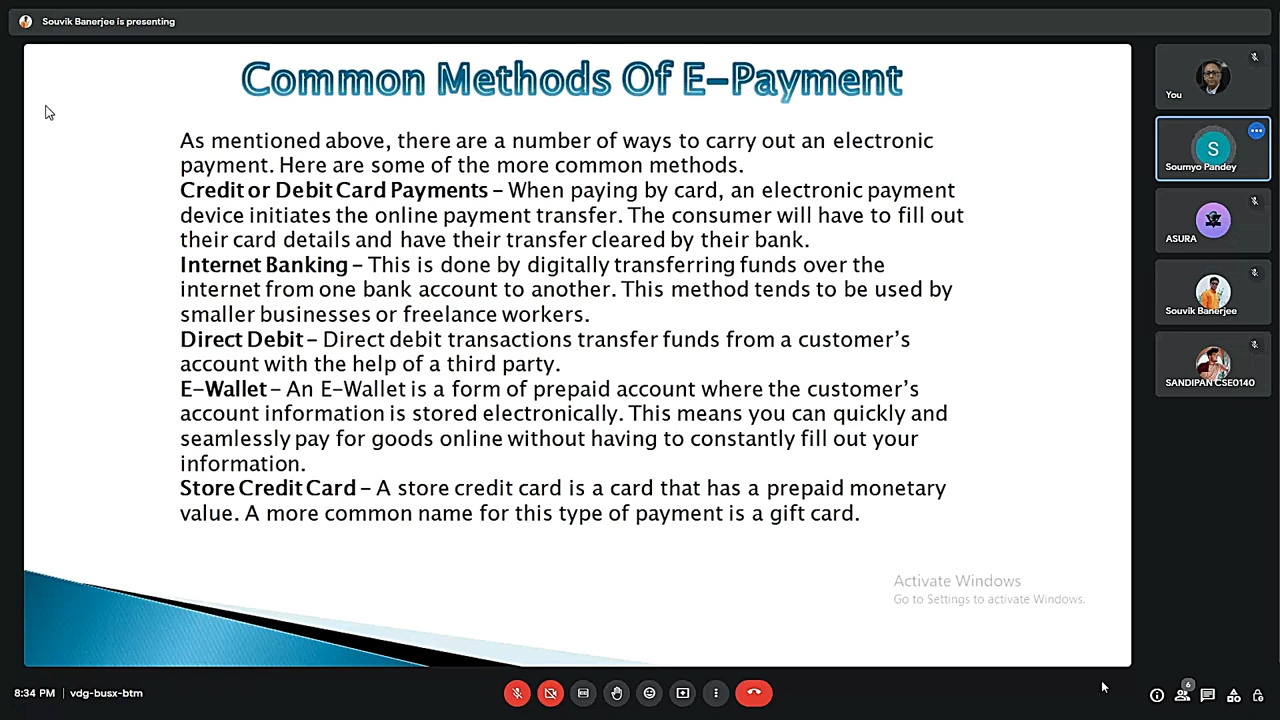 Souvik Banerjee is presenting
Common Methods Of E-Payment
As mentioned above, there are a number of ways to carry out an electronic
payment. Here are some of the more common methods.
Credit or Debit Card Payments – When paying by card, an electronic payment
device initiates the online payment transfer. The consumer will have to fill out
their card details and have their transfer cleared by their bank.
Internet Banking – This is done by digitally transferring funds over the
internet from one bank account to another. This method tends to be used by
smaller businesses or freelance workers.
Direct Debit – Direct debit transactions transfer funds from a customer’s
account with the help of a third party.
E-Wallet – An E-Wallet is a form of prepaid account where the customer’s
account information is stored electronically. This means you can quickly and
seamlessly pay for goods online without having to constantly fill out your
information.
Store Credit Card – A store credit card is a card that has a prepaid monetary
value. A more common name for this type of payment is a gift card.
Activate Windows
Go to Settings to activate Windows.
You
S
Soumyo Pandey
ASURA
Souvik Banerjee
SANDIPAN CSE0140
8:34 PM | vdg-busx-btm
6